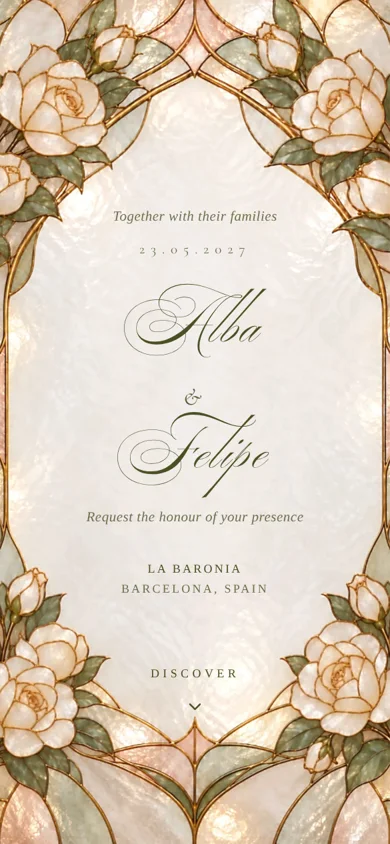 Together with their families
23.05.2027
Alba
&
Felipe
Request the honour of your presence
LA BARONIA
BARCELONA, SPAIN
DISCOVER